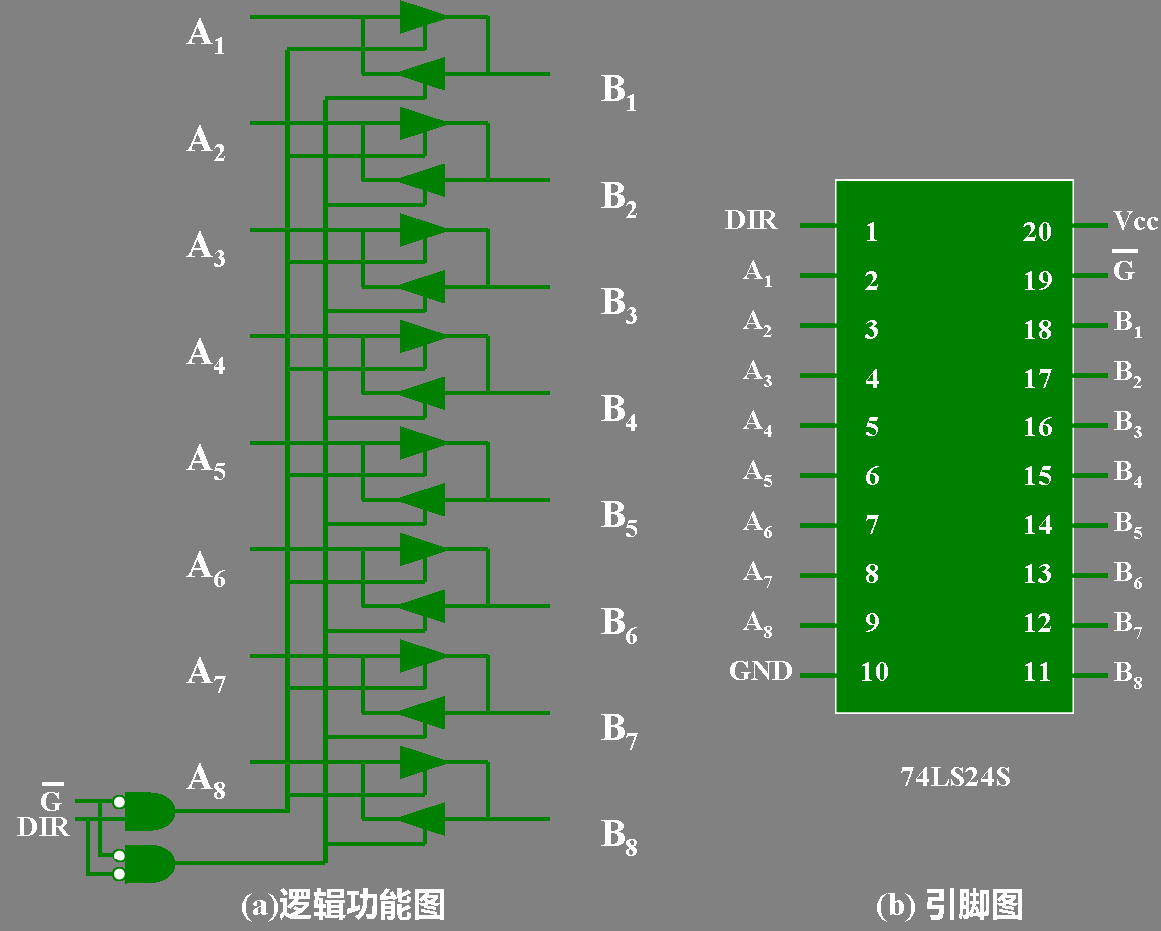 A1
B1
A2
B2
A3
B3
A4
B4
A5
B5
A6
B6
A7
B7
A8
B8
G̅
DIR
(a)逻辑功能图
DIR 1 20 Vcc
A1 2 19 G̅
A2 3 18 B1
A3 4 17 B2
A4 5 16 B3
A5 6 15 B4
A6 7 14 B5
A7 8 13 B6
A8 9 12 B7
GND 10 11 B8
74LS24S
(b) 引脚图